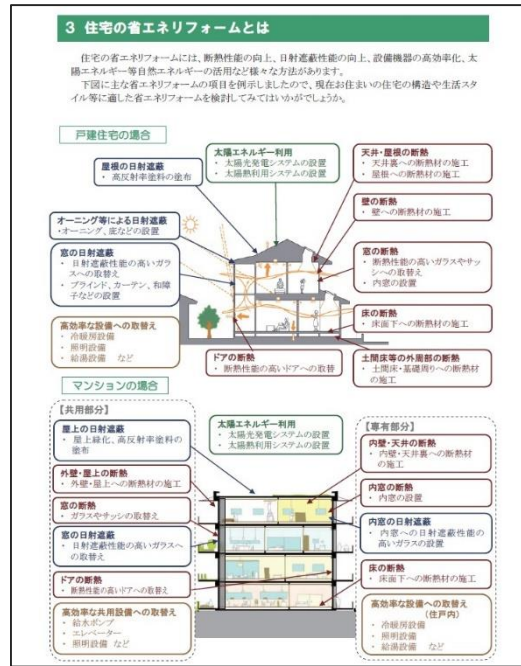 3 住宅の省エネリフォームとは
住宅の省エネリフォームには、断熱性能の向上、日射遮蔽性能の向上、設備機器の高効率化、太
陽エネルギー等自然エネルギーの活用など様々な方法があります。
下図に主な省エネリフォームの項目を例示しましたので、現在お住まいの住宅の構造や生活スタ
イル等に適した省エネリフォームを検討してみてはいかがでしょうか。
戸建住宅の場合
屋根の日射遮蔽
・ 高反射率塗料の塗布
太陽エネルギー利用
・ 太陽光発電システムの設置
・ 太陽熱利用システムの設置
天井・屋根の断熱
・ 天井裏への断熱材の施工
・ 屋根への断熱材の施工
壁の断熱
・ 壁への断熱材の施工
オーニング等による日射遮蔽
・オーニング、庇などの設置
窓の日射遮蔽
・ 日射遮蔽性能の高いガラ
スへの取替え
・ ブラインド、カーテン、和障
子などの設置
窓の断熱
・ 断熱性能の高いガラスやサッ
シへの取替え
・ 内窓の設置
高効率な設備への取替え
・ 冷暖房設備
・ 照明設備
・ 給湯設備 など
床の断熱
・ 床面下への断熱材の施工
ドアの断熱
・ 断熱性能の高いドアへの取替
土間床等の外周部の断熱
・ 土間床・基礎周りへの断熱材
の施工
マンションの場合
【共用部分】
屋上の日射遮蔽
・ 屋上緑化、高反射率塗料の
塗布
外壁・屋上の断熱
・ 外壁・屋上への断熱材の施工
窓の断熱
・ ガラスやサッシの取替え
窓の日射遮蔽
・ 日射遮蔽性能の高いガラスへ
の取替え
ドアの断熱
・ 断熱性能の高いドアへの取替え
高効率な共用設備への取替え
・ 給水ポンプ
・ エレベーター
・ 照明設備 など
太陽エネルギー利用
・ 太陽光発電システムの設置
・ 太陽熱利用システムの設置
【専有部分】
内壁・天井の断熱
・ 内壁・天井裏への断熱材
の施工
内窓の断熱
・ 内窓の設置
内窓の日射遮蔽
・ 内窓への日射遮蔽性能の
高いガラスの設置
床の断熱
・ 床面下への断熱材の施工
高効率な設備への取替え
(住戸内)
・ 冷暖房設備
・ 照明設備
・ 給湯設備 など